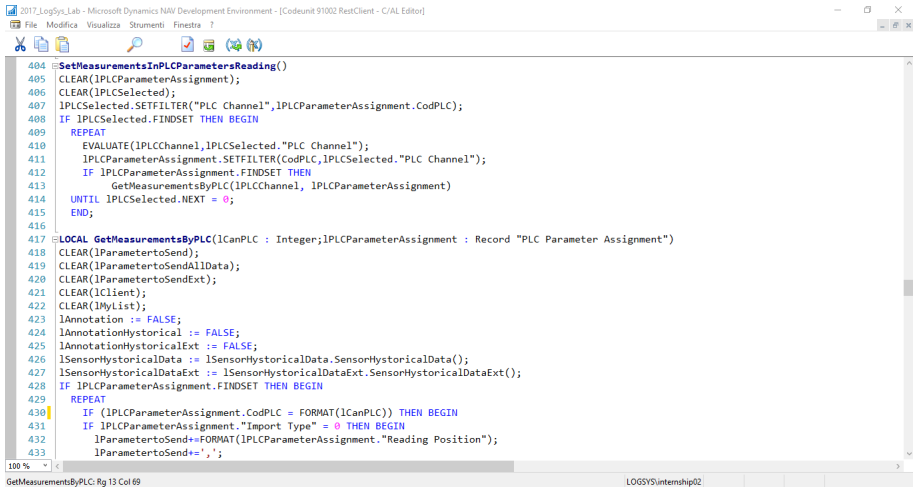 2017_LogSys_Lab - Microsoft Dynamics NAV Development Environment - [Codeunit 91002 RestClient - C/AL Editor]
File Modifica Visualizza Strumenti Finestra ?
404 SetMeasurementsInPLCParametersReading()
405 CLEAR(lPLCParameterAssignment);
406 CLEAR(lPLCSelected);
407 lPLCSelected.SETFILTER("PLC Channel",lPLCParameterAssignment.CodPLC);
408 IF lPLCSelected.FINDSET THEN BEGIN
409 REPEAT
410 EVALUATE(lPLCChannel,lPLCSelected."PLC Channel");
411 lPLCParameterAssignment.SETFILTER(CodPLC,lPLCSelected."PLC Channel");
412 IF lPLCParameterAssignment.FINDSET THEN
413 GetMeasurementsByPLC(lPLCChannel, lPLCParameterAssignment)
414 UNTIL lPLCSelected.NEXT = 0;
415 END;
416
417 LOCAL GetMeasurementsByPLC(lCanPLC : Integer;lPLCParameterAssignment : Record "PLC Parameter Assignment")
418 CLEAR(lParametertoSend);
419 CLEAR(lParametertoSendAllData);
420 CLEAR(lParametertoSendExt);
421 CLEAR(lClient);
422 CLEAR(lMyList);
423 lAnnotation := FALSE;
424 lAnnotationHystorical := FALSE;
425 lAnnotationHystoricalExt := FALSE;
426 lSensorHystoricalData := lSensorHystoricalData.SensorHystoricalData();
427 lSensorHystoricalDataExt := lSensorHystoricalDataExt.SensorHystoricalDataExt();
428 IF lPLCParameterAssignment.FINDSET THEN BEGIN
429 REPEAT
430 IF (lPLCParameterAssignment.CodPLC = FORMAT(lCanPLC)) THEN BEGIN
431 IF lPLCParameterAssignment."Import Type" = 0 THEN BEGIN
432 lParametertoSend+=FORMAT(lPLCParameterAssignment."Reading Position");
433 lParametertoSend+=',';
100 %
GetMeasurementsByPLC: Rg 13 Col 69 LOGSYS\internship02